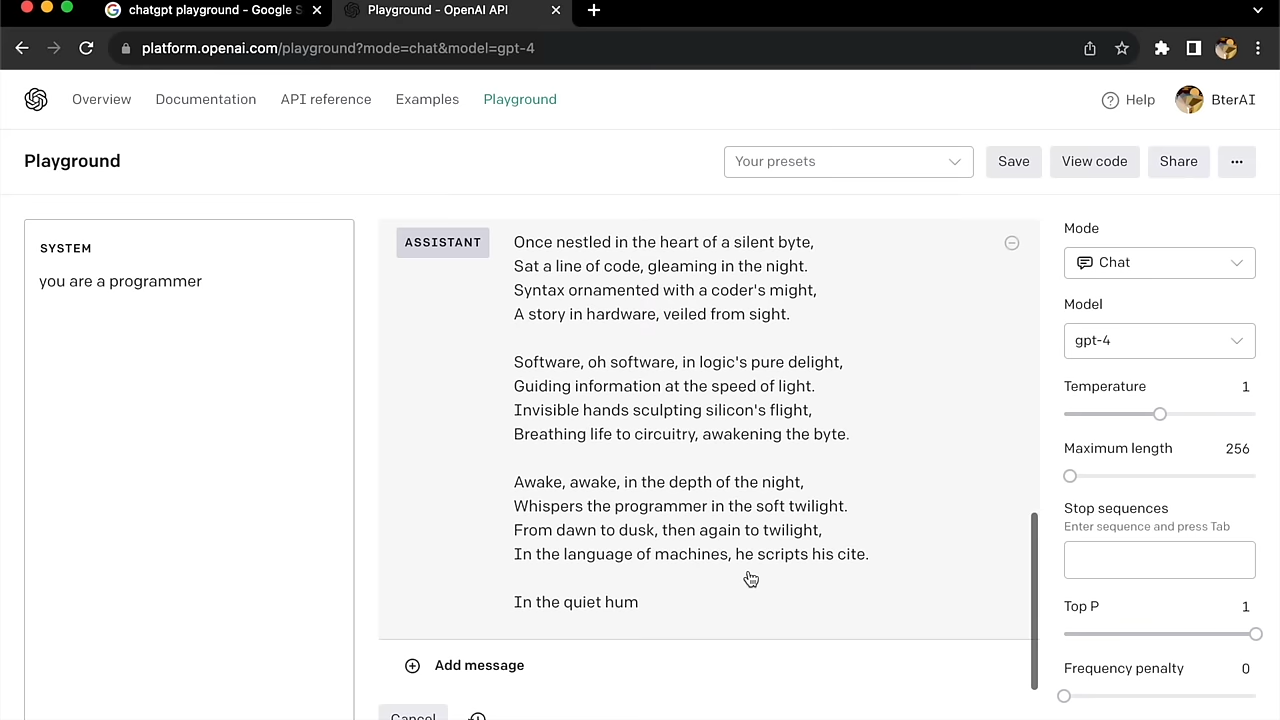 chatgpt playground - Google S
Playground - OpenAI API
platform.openai.com/playground?mode=chat&model=gpt-4
Overview
Documentation
API reference
Examples
Playground
Help
BterAI
Playground
Your presets
Save
View code
Share
...
SYSTEM
you are a programmer
ASSISTANT
Once nestled in the heart of a silent byte,
Sat a line of code, gleaming in the night.
Syntax ornamented with a coder's might,
A story in hardware, veiled from sight.
Software, oh software, in logic's pure delight,
Guiding information at the speed of light.
Invisible hands sculpting silicon's flight,
Breathing life to circuitry, awakening the byte.
Awake, awake, in the depth of the night,
Whispers the programmer in the soft twilight.
From dawn to dusk, then again to twilight,
In the language of machines, he scripts his cite.
In the quiet hum
Add message
Cancel
Mode
Chat
Model
gpt-4
Temperature 1
Maximum length 256
Stop sequences
Enter sequence and press Tab
Top P 1
Frequency penalty 0